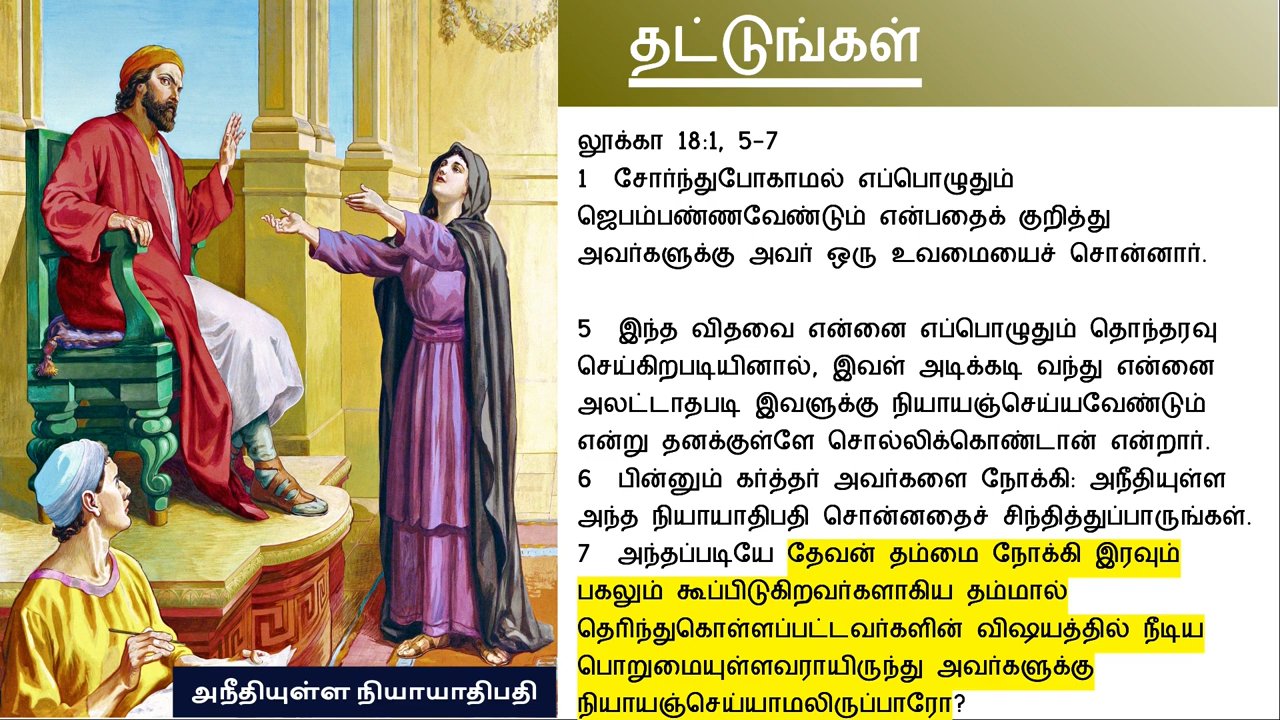 தட்டுங்கள்
லூக்கா 18:1, 5-7
1 சோர்ந்துபோகாமல் எப்பொழுதும்
ஜெபம்பண்ணவேண்டும் என்பதைக் குறித்து
அவர்களுக்கு அவர் ஒரு உவமையைச் சொன்னார்.
5 இந்த விதவை என்னை எப்பொழுதும் தொந்தரவு
செய்கிறபடியினால், இவள் அடிக்கடி வந்து என்னை
அலட்டாதபடி இவளுக்கு நியாயஞ்செய்யவேண்டும்
என்று தனக்குள்ளே சொல்லிக்கொண்டான் என்றார்.
6 பின்னும் கர்த்தர் அவர்களை நோக்கி: அநீதியுள்ள
அந்த நியாயாதிபதி சொன்னதைச் சிந்தித்துப்பாருங்கள்.
7 அந்தப்படியே தேவன் தம்மை நோக்கி இரவும்
பகலும் கூப்பிடுகிறவர்களாகிய தம்மால்
தெரிந்துகொள்ளப்பட்டவர்களின் விஷயத்தில் நீடிய
பொறுமையுள்ளவராயிருந்து அவர்களுக்கு
நியாயஞ்செய்யாமலிருப்பாரோ?
அநீதியுள்ள நியாயாதிபதி